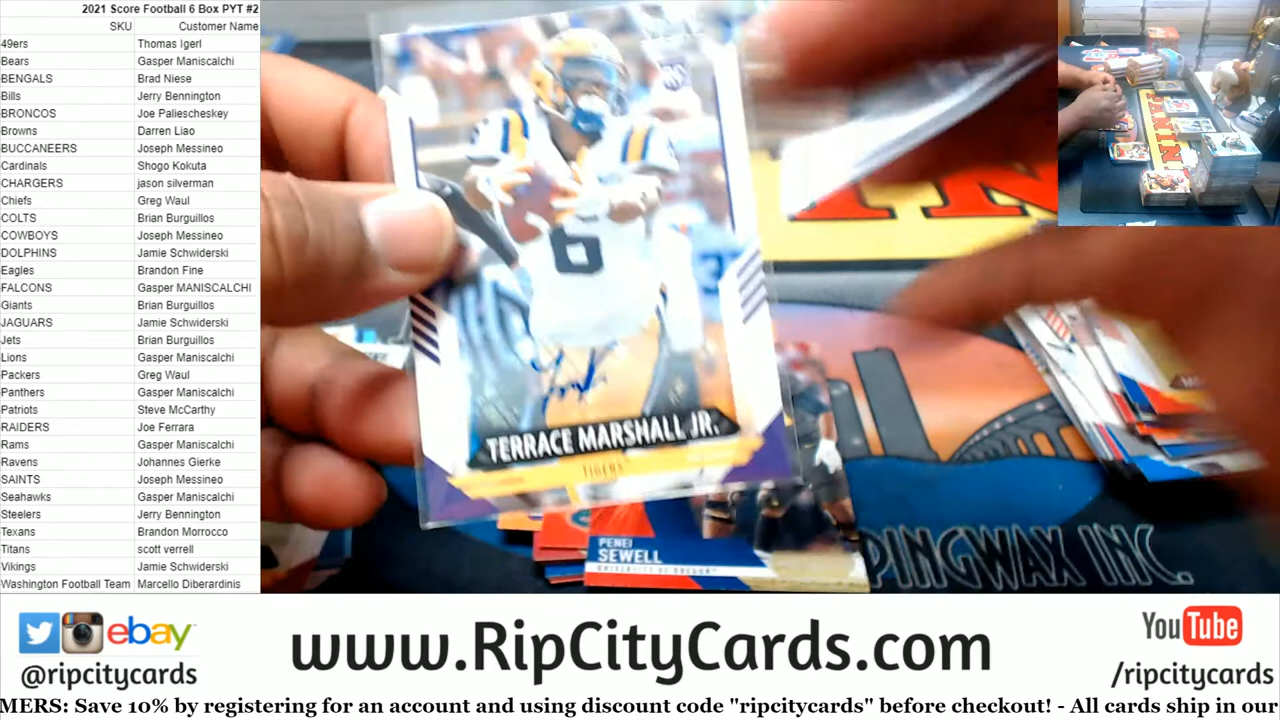 2021 Score Football 6 Box PYT #2
SKU Customer Name
49ers Thomas Igerl
Bears Gasper Maniscalchi
BENGALS Brad Niese
Bills Jerry Bennington
BRONCOS Joe Paliescheskey
Browns Darren Liao
BUCCANEERS Joseph Messineo
Cardinals Shogo Kokuta
CHARGERS jason silverman
Chiefs Greg Waul
COLTS Brian Burguillos
COWBOYS Joseph Messineo
DOLPHINS Jamie Schwiderski
Eagles Brandon Fine
FALCONS Gasper MANISCALCHI
Giants Brian Burguillos
JAGUARS Jamie Schwiderski
Jets Brian Burguillos
Lions Gasper Maniscalchi
Packers Greg Waul
Panthers Gasper Maniscalchi
Patriots Steve McCarthy
RAIDERS Joe Ferrara
Rams Gasper Maniscalchi
Ravens Johannes Gierke
SAINTS Joseph Messineo
Seahawks Gasper Maniscalchi
Steelers Jerry Bennington
Texans Brandon Morrocco
Titans scott verrell
Vikings Jamie Schwiderski
Washington Football Team Marcello Diberardinis
6
TERRACE MARSHALL JR.
TIGERS
PENEI
SEWELL
UNIVERSITY OF OREGON
PINGWAX INC.
PANINI
ebay
@ripcitycards
www.RipCityCards.com
YouTube
/ripcitycards
MERS: Save 10% by registering for an account and using discount code "ripcitycards" before checkout! - All cards ship in our